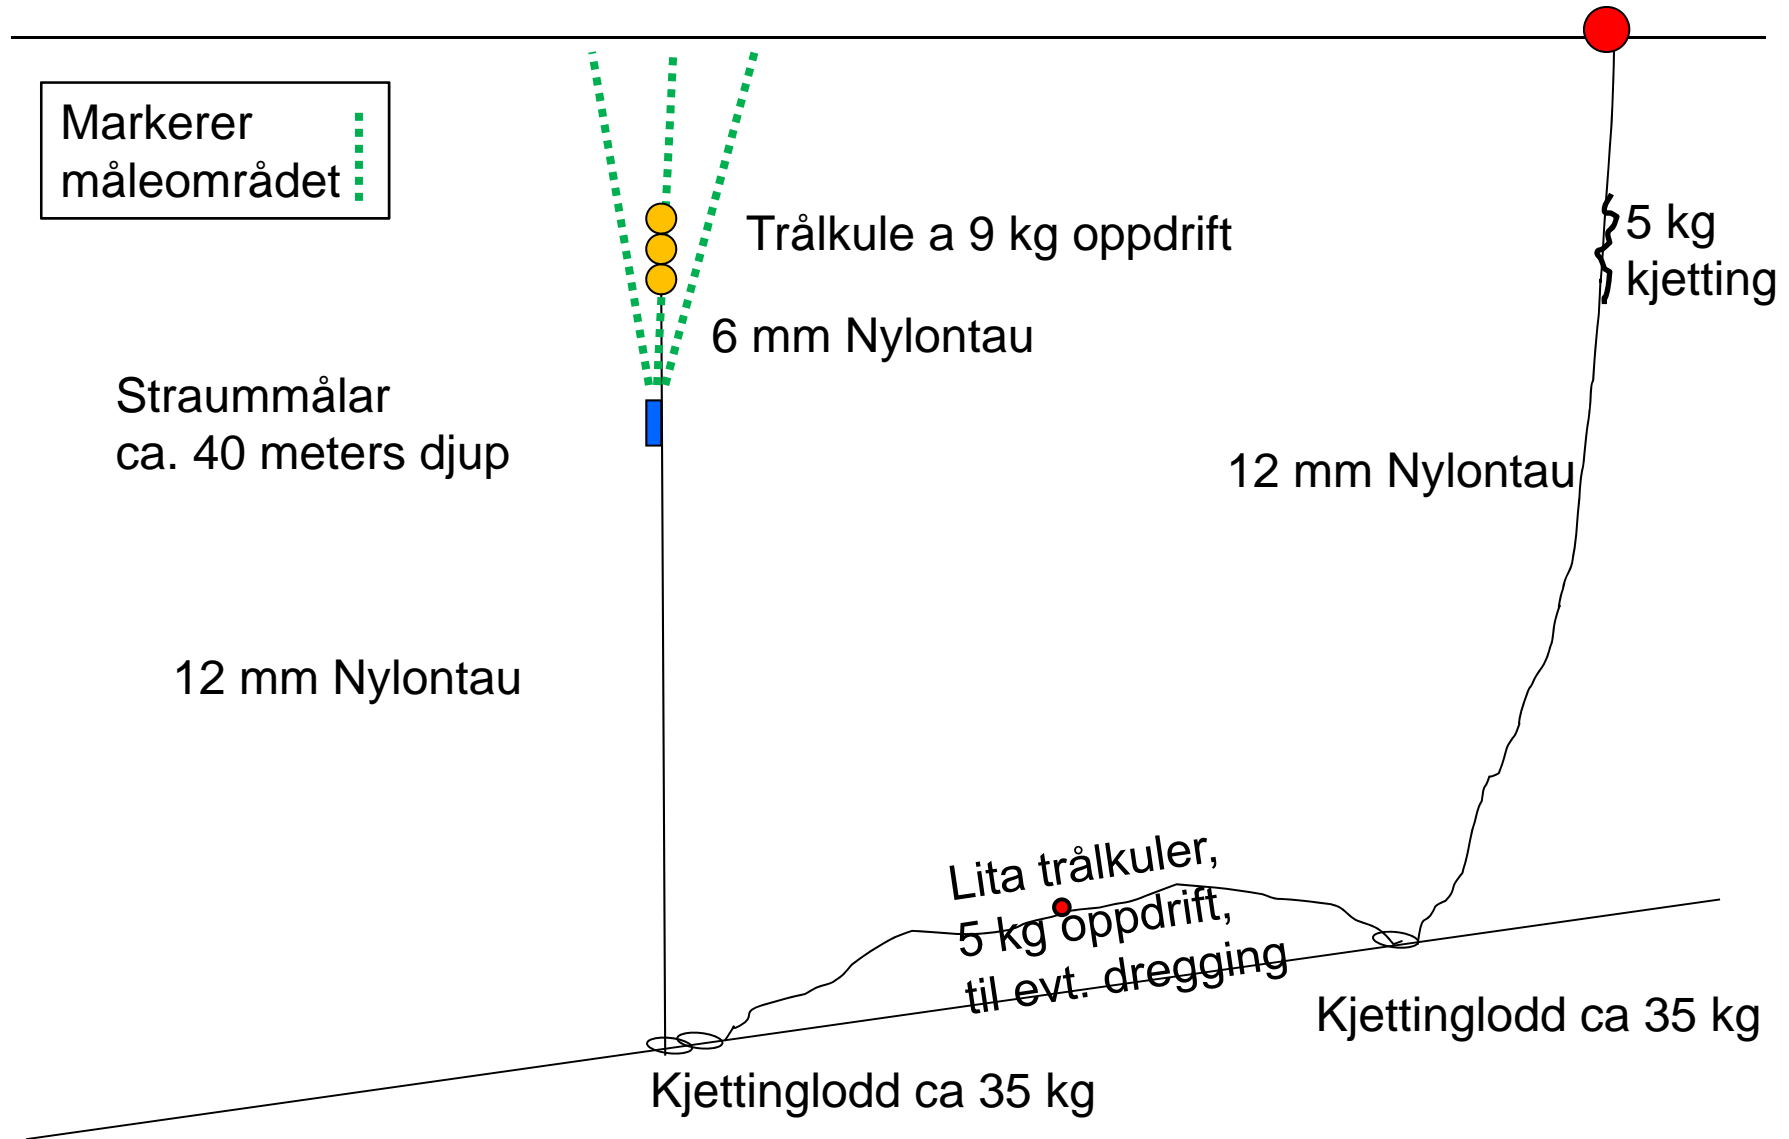 Markerer
måleområdet
Trålkule a 9 kg oppdrift
5 kg
kjetting
6 mm Nylontau
Straummålar
ca. 40 meters djup
12 mm Nylontau
12 mm Nylontau
Lita trålkuler,
5 kg oppdrift,
til evt. dregging
Kjettinglodd ca 35 kg
Kjettinglodd ca 35 kg